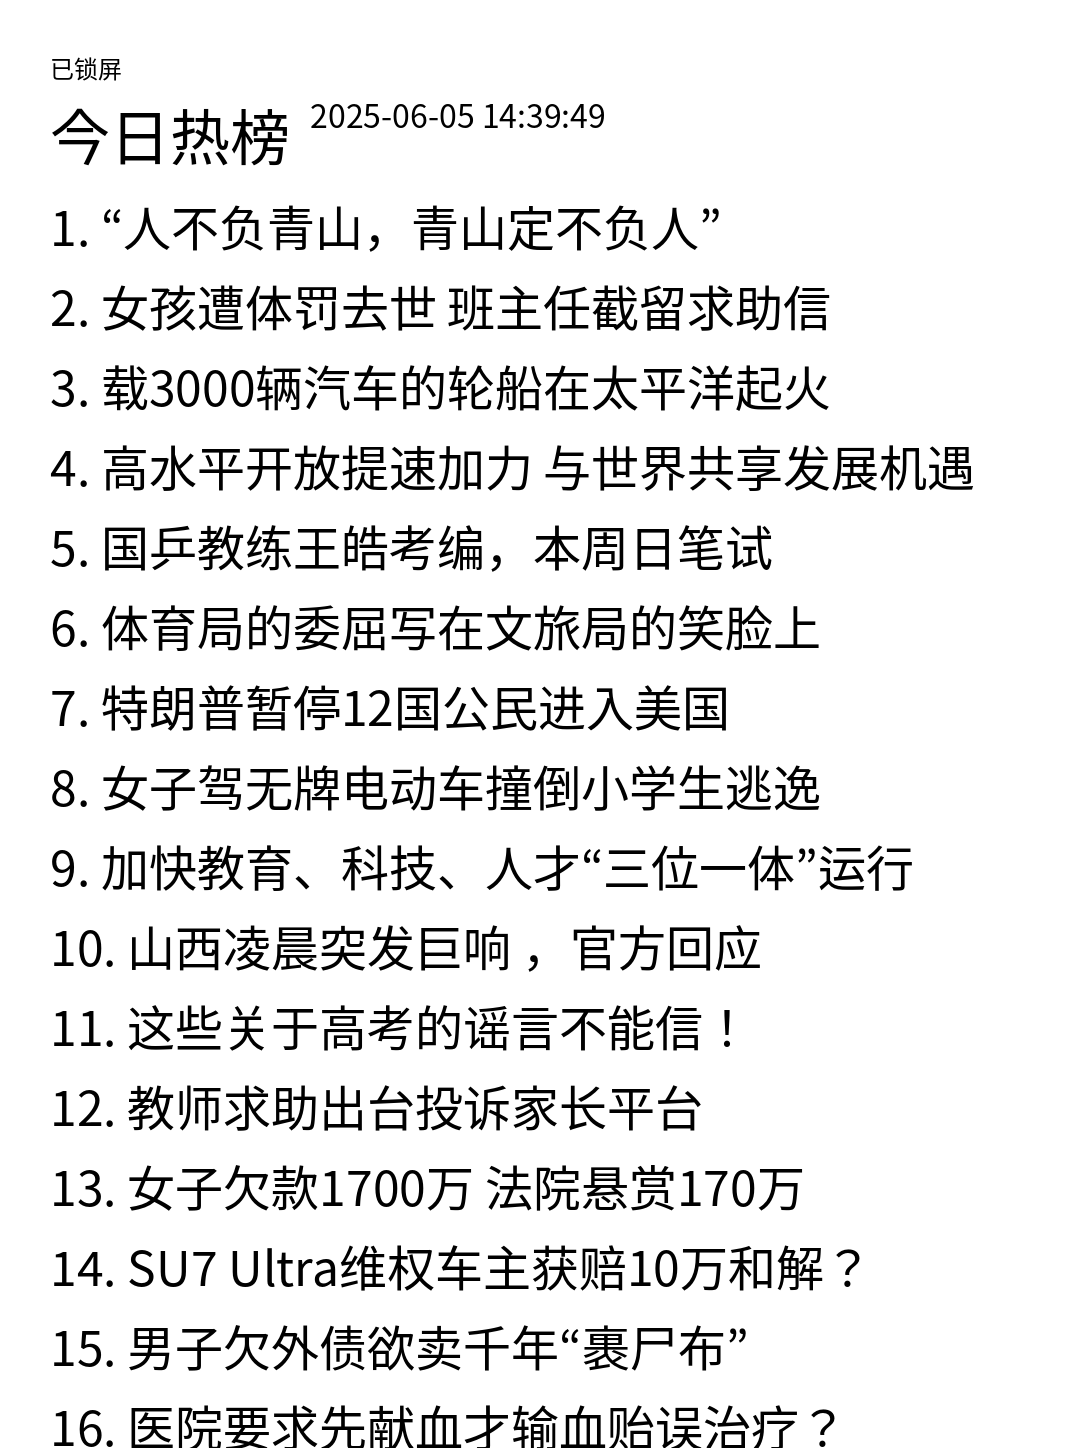 已锁屏
今日热榜 2025-06-05 14:39:49
1. “人不负青山，青山定不负人”
2. 女孩遭体罚去世 班主任截留求助信
3. 载3000辆汽车的轮船在太平洋起火
4. 高水平开放提速加力 与世界共享发展机遇
5. 国乒教练王皓考编，本周日笔试
6. 体育局的委屈写在文旅局的笑脸上
7. 特朗普暂停12国公民进入美国
8. 女子驾无牌电动车撞倒小学生逃逸
9. 加快教育、科技、人才“三位一体”运行
10. 山西凌晨突发巨响 ，官方回应
11. 这些关于高考的谣言不能信！
12. 教师求助出台投诉家长平台
13. 女子欠款1700万 法院悬赏170万
14. SU7 Ultra维权车主获赔10万和解？
15. 男子欠外债欲卖千年“裹尸布”
16. 医院要求先献血才输血贻误治疗？